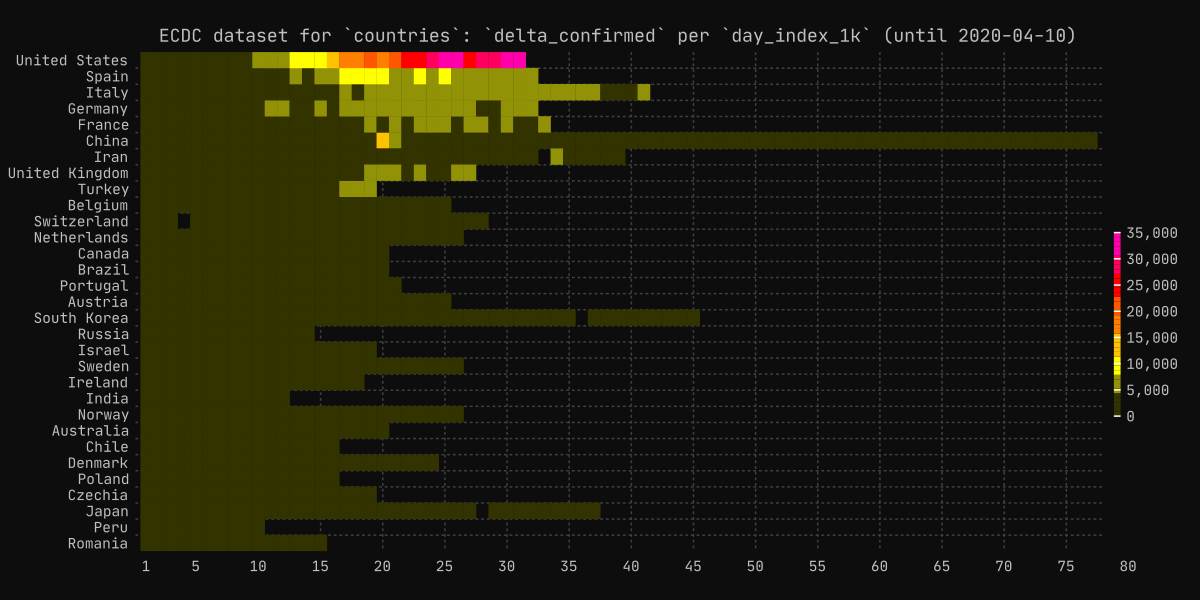 ECDC dataset for `countries`: `delta_confirmed` per `day_index_1k` (until 2020-04-10)
United States
Spain
Italy
Germany
France
China
Iran
United Kingdom
Turkey
Belgium
Switzerland
Netherlands
Canada
Brazil
Portugal
Austria
South Korea
Russia
Israel
Sweden
Ireland
India
Norway
Australia
Chile
Denmark
Poland
Czechia
Japan
Peru
Romania
1 5 10 15 20 25 30 35 40 45 50 55 60 65 70 75 80
35,000
30,000
25,000
20,000
15,000
10,000
5,000
0